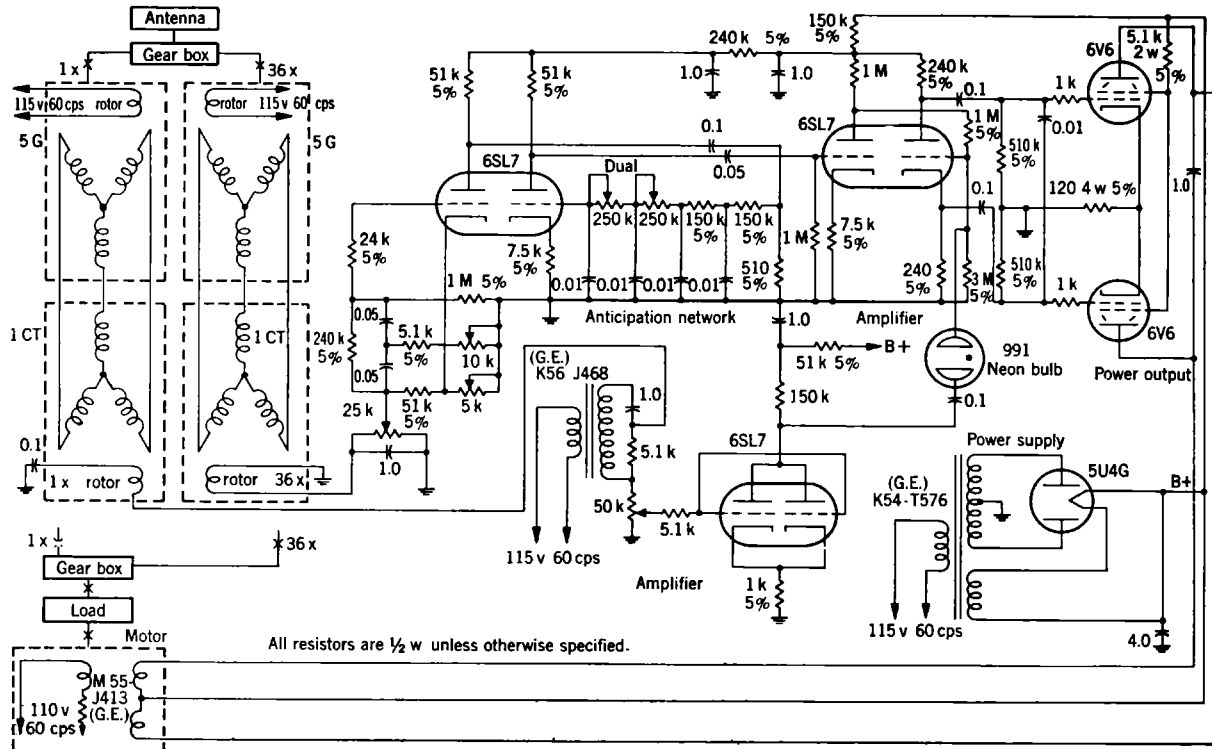 Antenna
Gear box
1 x
36 x
115 v 60 cps
rotor
rotor
115 v 60 cps
5 G
5 G
1 CT
1 CT
0.1
1 x rotor
rotor 36 x
1 x
36 x
Gear box
Load
Motor
M 55-
J413
(G.E.)
110 v
60 cps
All resistors are ½ w unless otherwise specified.
51 k
5%
51 k
5%
240 k 5%
1.0
1.0
150 k
5%
1 M
240 k
5%
0.1
0.05
6SL7
6SL7
Dual
250 k
250 k
150 k
5%
150 k
5%
24 k
5%
7.5 k
5%
1 M 5%
0.01
0.01
0.01
0.01
510
5%
Anticipation network
240 k
5%
0.05
0.05
5.1 k
5%
10 k
51 k
5%
5 k
25 k
1.0
1 M
7.5 k
5%
240
5%
3 M
5%
1 M
5%
0.1
0.1
510 k
5%
510 k
5%
0.01
1 k
1 k
6V6
6V6
5.1 k
2 w
5%
120 4 w 5%
1.0
Amplifier
Power output
1.0
51 k 5%
B+
150 k
991
Neon bulb
0.1
(G.E.)
K56 J468
1.0
5.1 k
50 k
5.1 k
115 v 60 cps
6SL7
Amplifier
1 k
5%
Power supply
(G.E.)
K54-T576
5U4G
B+
115 v 60 cps
4.0